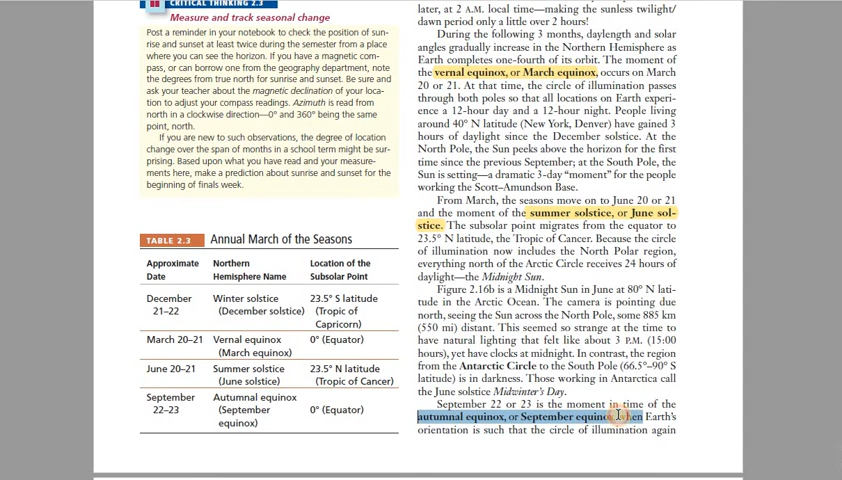 CRITICAL THINKING 2.3
Measure and track seasonal change
Post a reminder in your notebook to check the position of sun-
rise and sunset at least twice during the semester from a place
where you can see the horizon. If you have a magnetic com-
pass, or can borrow one from the geography department, note
the degrees from true north for sunrise and sunset. Be sure and
ask your teacher about the magnetic declination of your loca-
tion to adjust your compass readings. Azimuth is read from
north in a clockwise direction—0° and 360° being the same
point, north.
If you are new to such observations, the degree of location
change over the span of months in a school term might be sur-
prising. Based upon what you have read and your measure-
ments here, make a prediction about sunrise and sunset for the
beginning of finals week.
TABLE 2.3 Annual March of the Seasons
Approximate Northern Location of the
Date Hemisphere Name Subsolar Point
December Winter solstice 23.5° S latitude
21–22 (December solstice) (Tropic of
Capricorn)
March 20–21 Vernal equinox 0° (Equator)
(March equinox)
June 20–21 Summer solstice 23.5° N latitude
(June solstice) (Tropic of Cancer)
September Autumnal equinox
22–23 (September 0° (Equator)
equinox)
later, at 2 A.M. local time—making the sunless twilight/
dawn period only a little over 2 hours!
During the following 3 months, daylength and solar
angles gradually increase in the Northern Hemisphere as
Earth completes one-fourth of its orbit. The moment of
the vernal equinox, or March equinox, occurs on March
20 or 21. At that time, the circle of illumination passes
through both poles so that all locations on Earth experi-
ence a 12-hour day and a 12-hour night. People living
around 40° N latitude (New York, Denver) have gained 3
hours of daylight since the December solstice. At the
North Pole, the Sun peeks above the horizon for the first
time since the previous September; at the South Pole, the
Sun is setting—a dramatic 3-day “moment” for the people
working the Scott–Amundson Base.
From March, the seasons move on to June 20 or 21
and the moment of the summer solstice, or June sol-
stice. The subsolar point migrates from the equator to
23.5° N latitude, the Tropic of Cancer. Because the circle
of illumination now includes the North Polar region,
everything north of the Arctic Circle receives 24 hours of
daylight—the Midnight Sun.
Figure 2.16b is a Midnight Sun in June at 80° N lati-
tude in the Arctic Ocean. The camera is pointing due
north, seeing the Sun across the North Pole, some 885 km
(550 mi) distant. This seemed so strange at the time to
have natural lighting that felt like about 3 P.M. (15:00
hours), yet have clocks at midnight. In contrast, the region
from the Antarctic Circle to the South Pole (66.5°–90° S
latitude) is in darkness. Those working in Antarctica call
the June solstice Midwinter’s Day.
September 22 or 23 is the moment in time of the
autumnal equinox, or September equinox, when Earth’s
orientation is such that the circle of illumination again